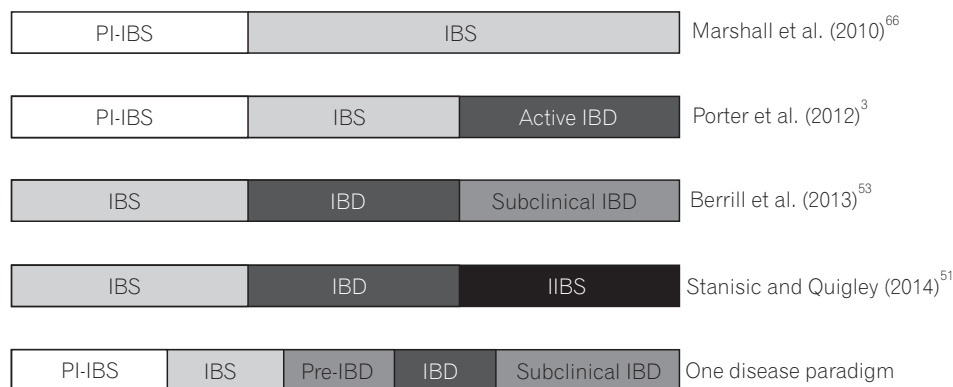 PI-IBS IBS Marshall et al. (2010)66
PI-IBS IBS Active IBD Porter et al. (2012)3
IBS IBD Subclinical IBD Berrill et al. (2013)53
IBS IBD IIBS Stanisic and Quigley (2014)51
PI-IBS IBS Pre-IBD IBD Subclinical IBD One disease paradigm